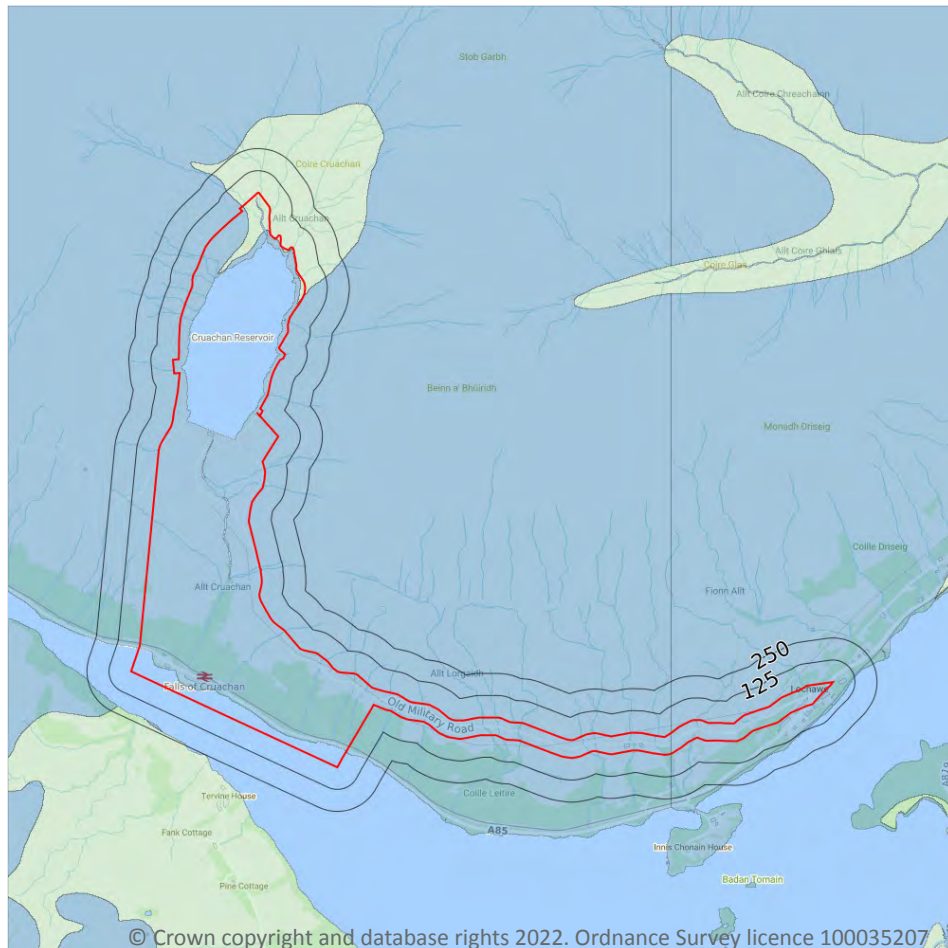 Stob Garbh
Allt Coire Chreachainn
Coire Cruachan
Allt Cruachan
Allt Coire Ghlais
Coire Glas
Cruachan Reservoir
Beinn a' Bhùiridh
Monadh Driseig
Coille Driseig
Allt Cruachan
Fionn Allt
250
Allt Lorgaidh
125
Falls of Cruachan
Lochawe
Old Military Road
Tervine House
Coille Leitire
A85
Fank Cottage
Innis Chonain House
Pine Cottage
Badan Tomain
© Crown copyright and database rights 2022. Ordnance Survey licence 100035207